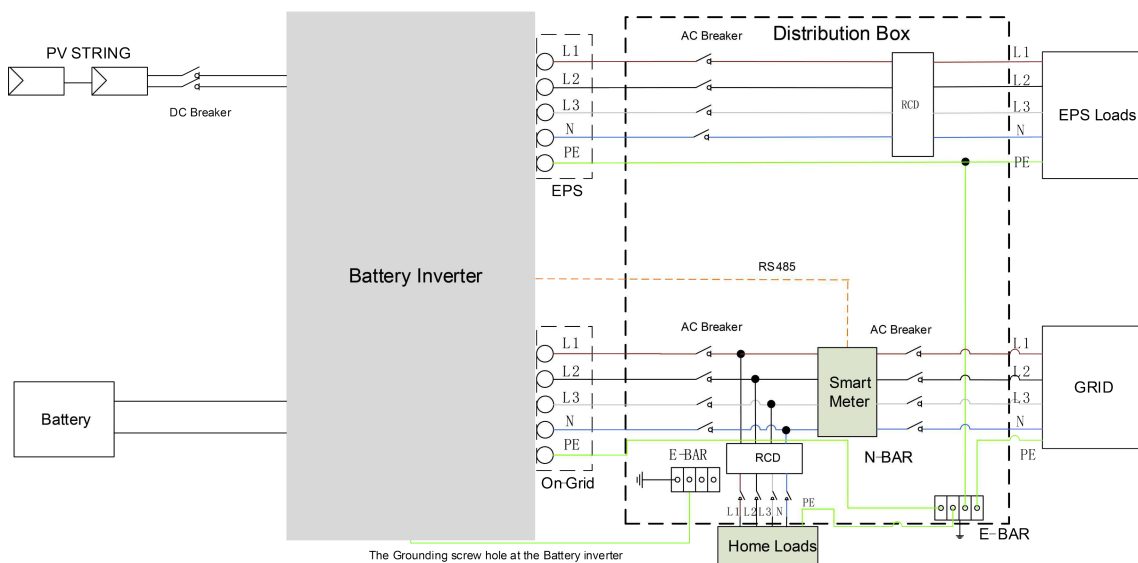 Distribution Box
AC Breaker
PV STRING
DC Breaker
L1
L2
L3
N
PE
EPS
RCD
L1
L2
L3
N
PE
EPS Loads
Battery Inverter
RS485
AC Breaker
AC Breaker
L1
L2
L3
N
PE
On-Grid
Smart
Meter
L1
L2
L3
N
PE
GRID
Battery
E-BAR
RCD
N-BAR
L1
L2
L3
N
PE
E-BAR
Home Loads
The Grounding screw hole at the Battery inverter